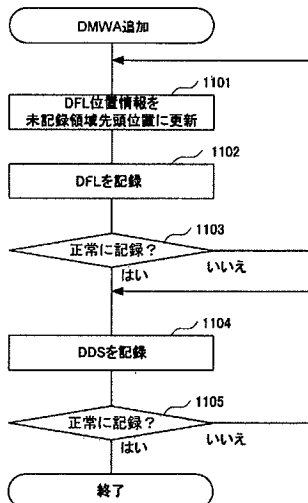 DMWA追加
1101
DFL位置情報を
未記録領域先頭位置に更新
1102
DFLを記録
1103
正常に記録?
はい
いいえ
1104
DDSを記録
1105
正常に記録?
はい
いいえ
終了